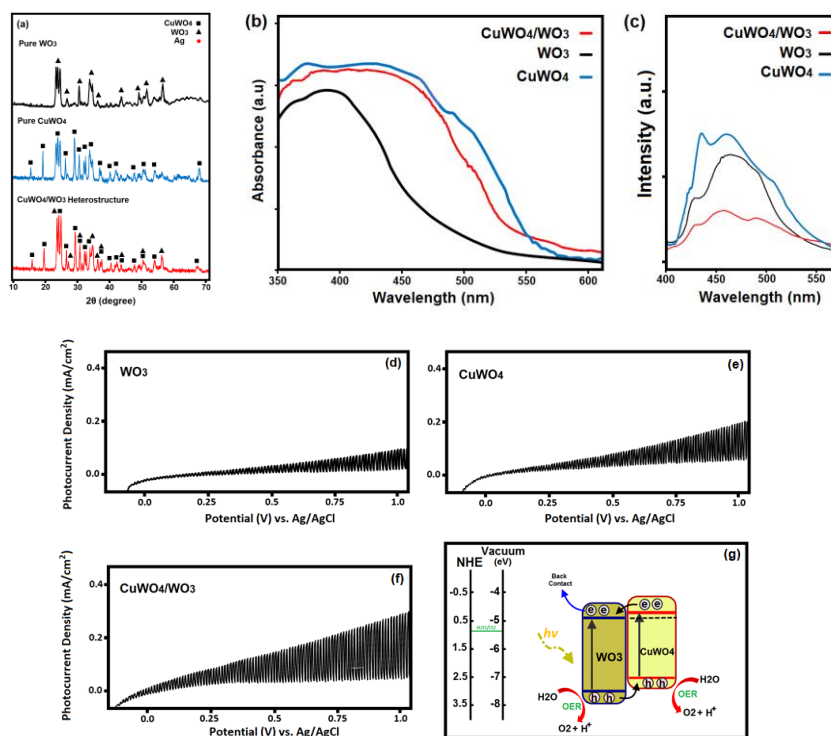 (a)
CuWO4
WO3
Ag
Pure WO3
Pure CuWO4
CuWO4/WO3 Heterostructure
10 20 30 40 50 60 70
2θ (degree)
(b)
CuWO4/WO3
WO3
CuWO4
Absorbance (a.u)
350 400 450 500 550 600
Wavelength (nm)
(c)
CuWO4/WO3
WO3
CuWO4
Intensity (a.u.)
400 450 500 550
Wavelength (nm)
(d)
WO3
Photocurrent Density (mA/cm2)
0.4
0.2
0.0
0.0 0.25 0.5 0.75 1.0
Potential (V) vs. Ag/AgCl
(e)
CuWO4
0.4
0.2
0.0
0.0 0.25 0.5 0.75 1.0
Potential (V) vs. Ag/AgCl
(f)
CuWO4/WO3
Photocurrent Density (mA/cm2)
0.4
0.2
0.0
0.0 0.25 0.5 0.75 1.0
Potential (V) vs. Ag/AgCl
(g)
NHE
Vacuum
(eV)
-0.5 -4
0.5 -5
1.5 -6
2.5 -7
3.5 -8
H2O/O2
Back
Contact
hv
e e
e e
WO3
CuWO4
h h
h h
H2O
OER
O2 + H+
H2O
OER
O2 + H+